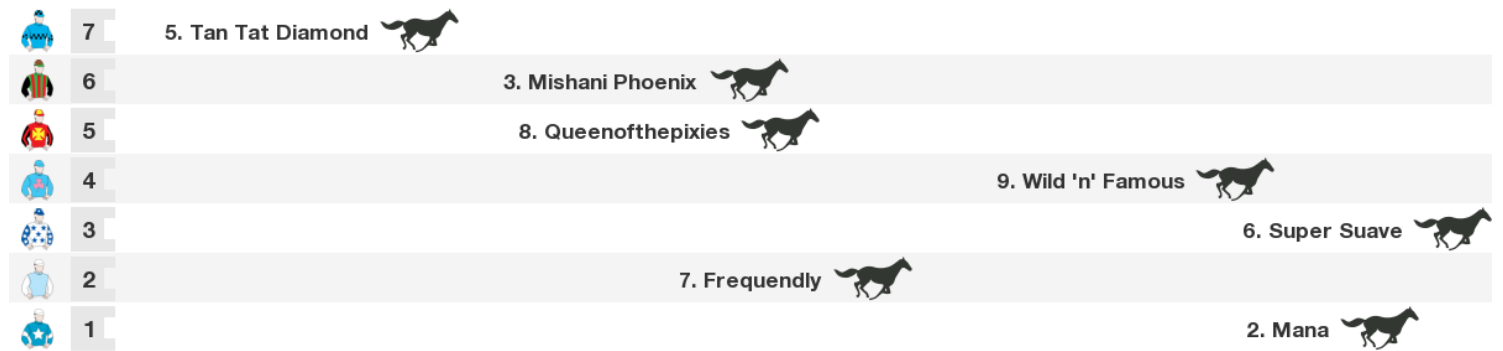 7 5. Tan Tat Diamond
6 3. Mishani Phoenix
5 8. Queenofthepixies
4 9. Wild 'n' Famous
3 6. Super Suave
2 7. Frequendly
1 2. Mana